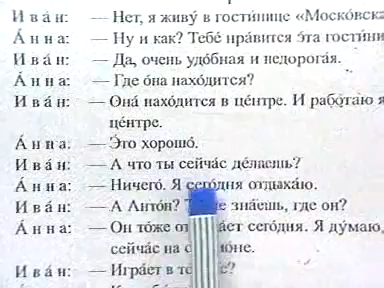 Ива́н: — Нет, я живу́ в гости́нице «Моско́вска
А́нна: — Ну и как? Тебе́ нра́вится э́та гости́ни
Ива́н: — Да, о́чень удо́бная и недорога́я.
А́нна: — Где она́ нахо́дится?
Ива́н: — Она́ нахо́дится в це́нтре. И рабо́таю я
це́нтре.
А́нна: — Э́то хорошо́.
Ива́н: — А что ты сейча́с де́лаешь?
А́нна: — Ничего́. Я сего́дня отдыха́ю.
Ива́н: — А Анто́н? зна́ешь, где он?
А́нна: — Он то́же ает сего́дня. Я ду́маю,
сейча́с на
Ива́н: — Игра́ет в